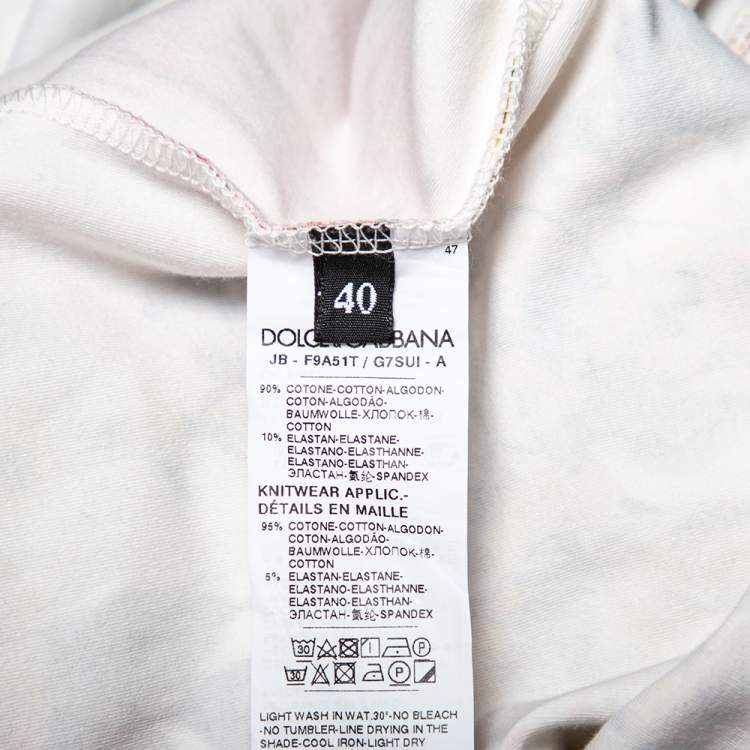 47
40
DOLCE GABBANA
JB - F9A51T / G7SUI - A
90% COTONE-COTTON-ALGODON-
COTON-ALGODÃO-
BAUMWOLLE-ХЛОПОК-棉-
COTTON
10% ELASTAN-ELASTANE-
ELASTANO-ELASTHANNE-
ELASTANO-ELASTHAN-
ЭЛАСТАН-氨纶-SPANDEX
KNITWEAR APPLIC.-
DÉTAILS EN MAILLE
95% COTONE-COTTON-ALGODON-
COTON-ALGODÃO-
BAUMWOLLE-ХЛОПОК-棉-
COTTON
5% ELASTAN-ELASTANE-
ELASTANO-ELASTHANNE-
ELASTANO-ELASTHAN-
ЭЛАСТАН-氨纶-SPANDEX
30 P
30 P
LIGHT WASH IN WAT.30°-NO BLEACH
-NO TUMBLER-LINE DRYING IN THE
SHADE-COOL IRON-LIGHT DRY